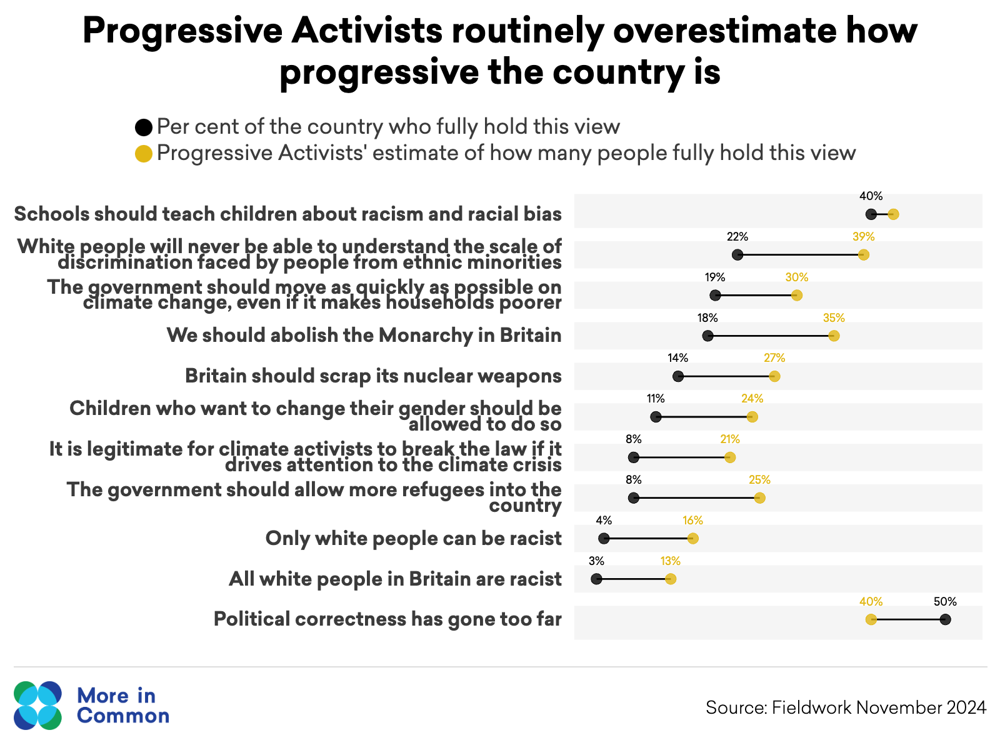 Progressive Activists routinely overestimate how
progressive the country is
Per cent of the country who fully hold this view
Progressive Activists' estimate of how many people fully hold this view
Schools should teach children about racism and racial bias
40%
White people will never be able to understand the scale of
discrimination faced by people from ethnic minorities
22%
39%
The government should move as quickly as possible on
climate change, even if it makes households poorer
19%
30%
We should abolish the Monarchy in Britain
18%
35%
Britain should scrap its nuclear weapons
14%
27%
Children who want to change their gender should be
allowed to do so
11%
24%
It is legitimate for climate activists to break the law if it
drives attention to the climate crisis
8%
21%
The government should allow more refugees into the
country
8%
25%
Only white people can be racist
4%
16%
All white people in Britain are racist
3%
13%
Political correctness has gone too far
40%
50%
More in
Common
Source: Fieldwork November 2024